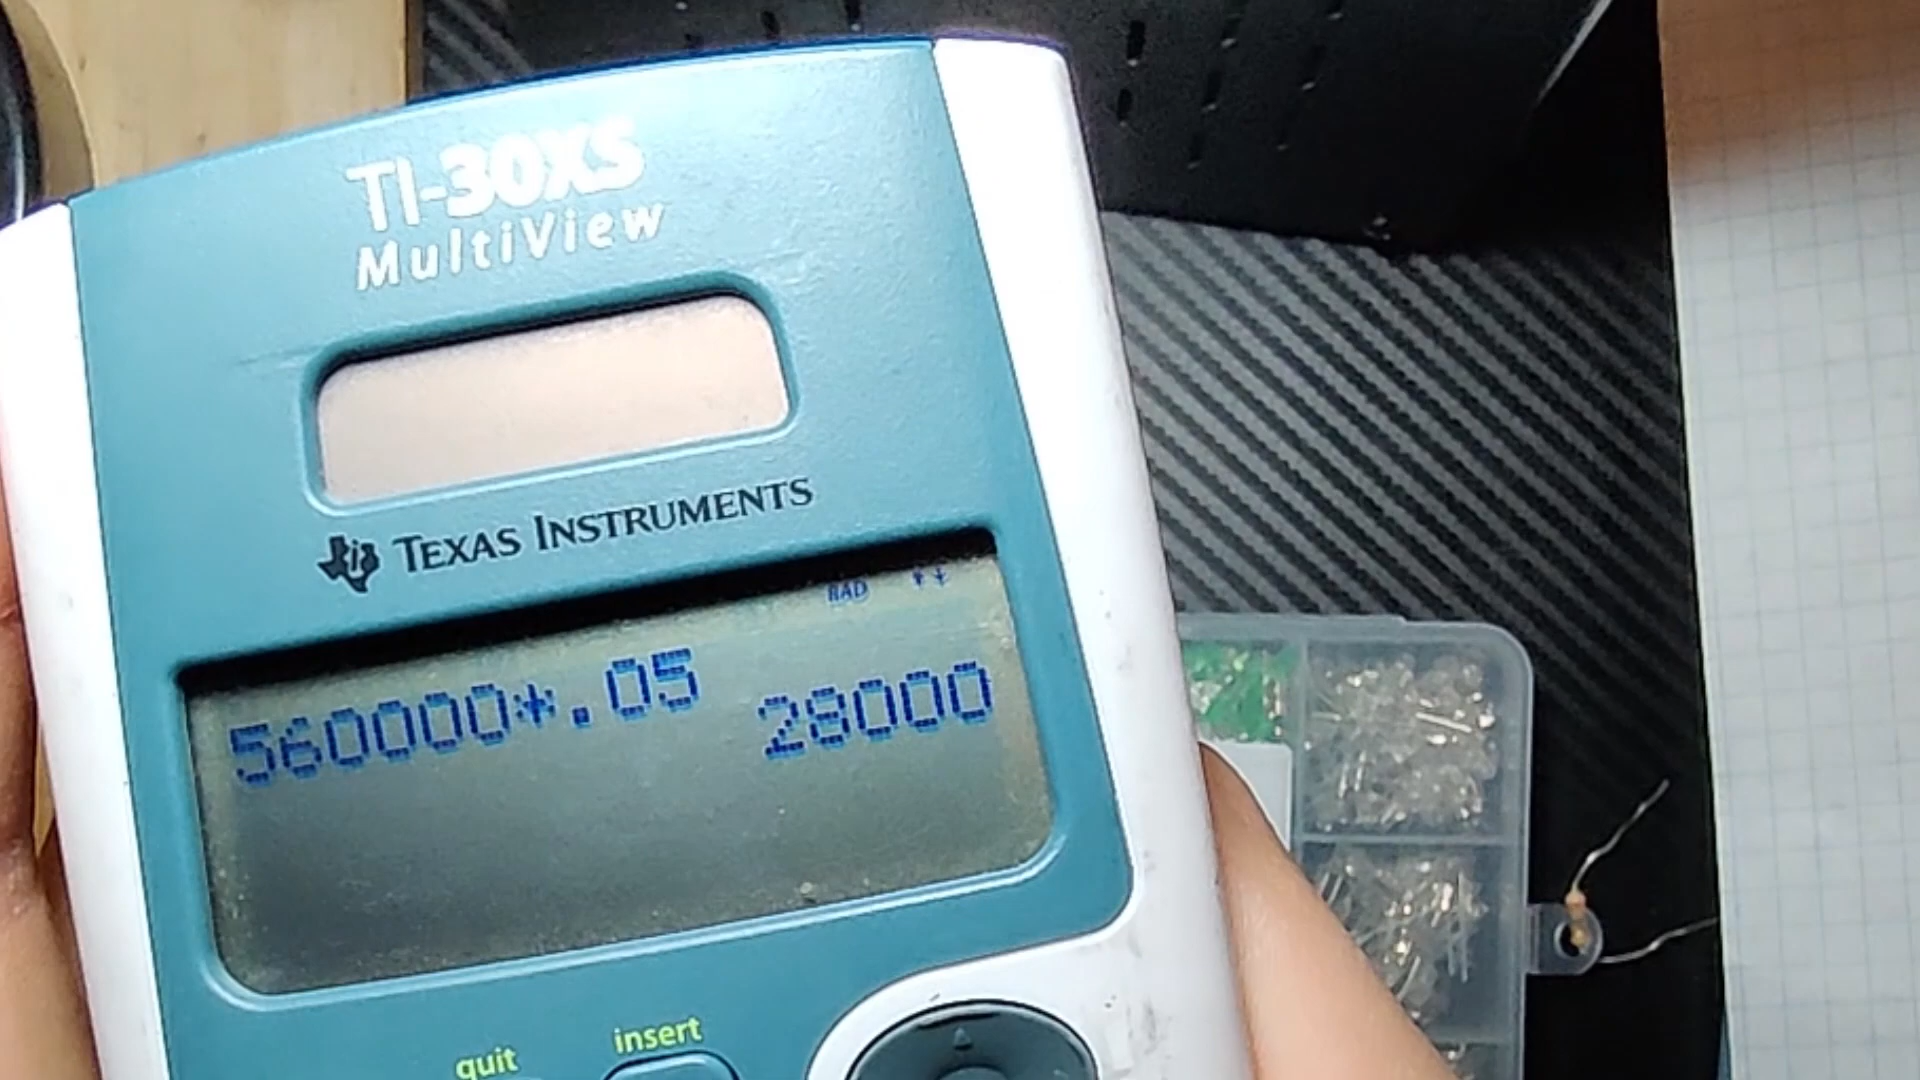 TI-30XS
MultiView
TEXAS INSTRUMENTS
RAD
560000*.05
28000
quit
insert